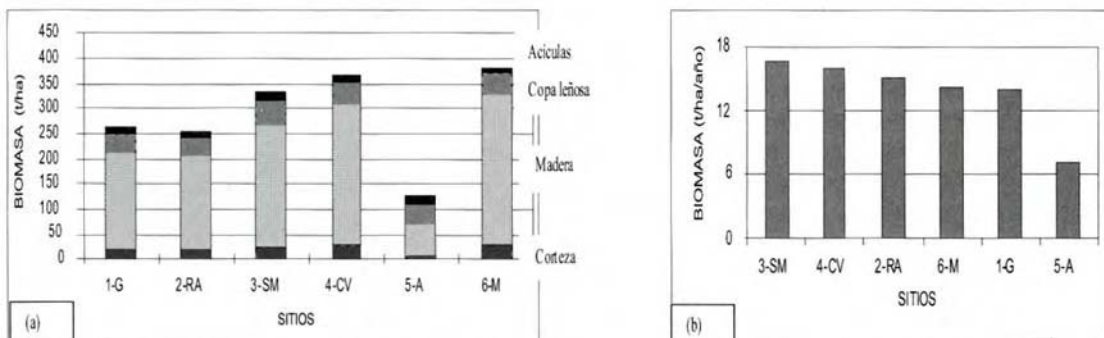 BIOMASA (t/ha)
450
400
350
300
250
200
150
100
50
0
Acículas
Copa leñosa
Madera
Corteza
1-G 2-RA 3-SM 4-CV 5-A 6-M
SITIOS
(a)
BIOMASA (t/ha/año)
18
12
6
0
3-SM 4-CV 2-RA 6-M 1-G 5-A
SITIOS
(b)